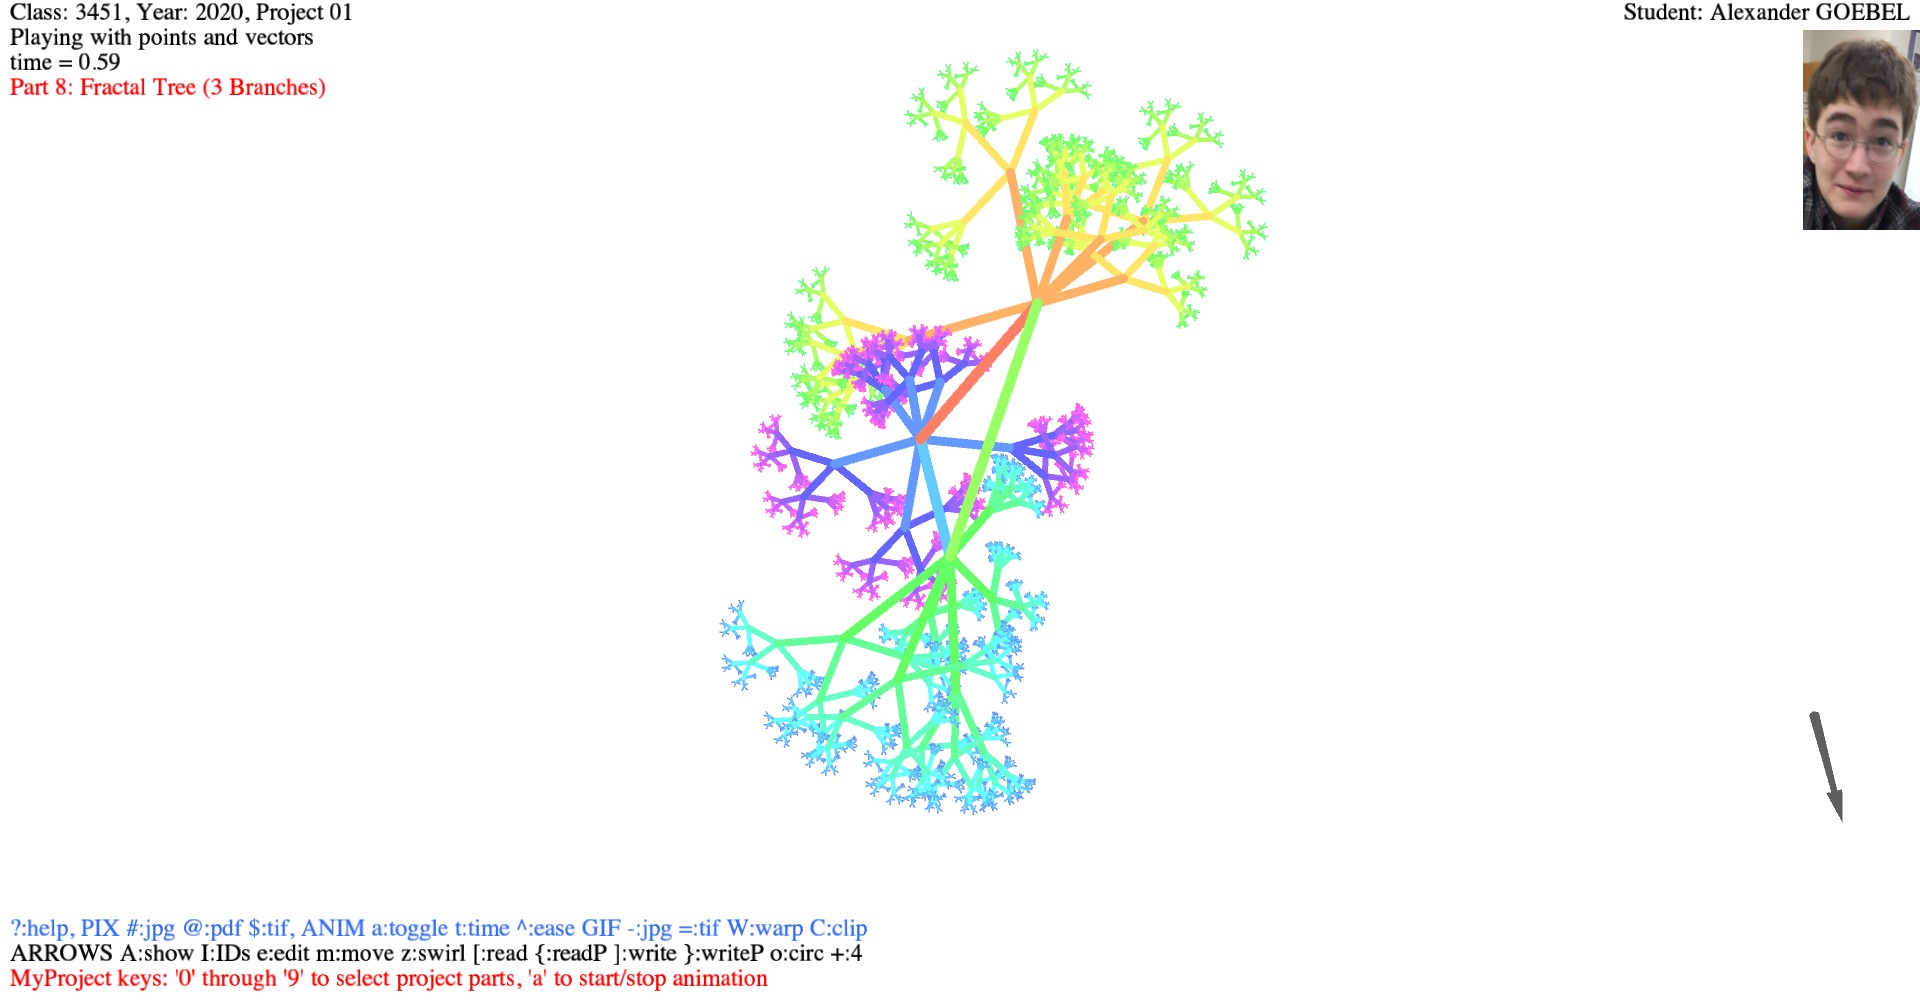 Class: 3451, Year: 2020, Project 01
Student: Alexander GOEBEL
Playing with points and vectors
time = 0.59
Part 8: Fractal Tree (3 Branches)
?:help, PIX #:jpg @:pdf $:tif, ANIM a:toggle t:time ^:ease GIF -:jpg =:tif W:warp C:clip
ARROWS A:show I:IDs e:edit m:move z:swirl [:read {:readP ]:write }:writeP o:circ +:4
MyProject keys: '0' through '9' to select project parts, 'a' to start/stop animation